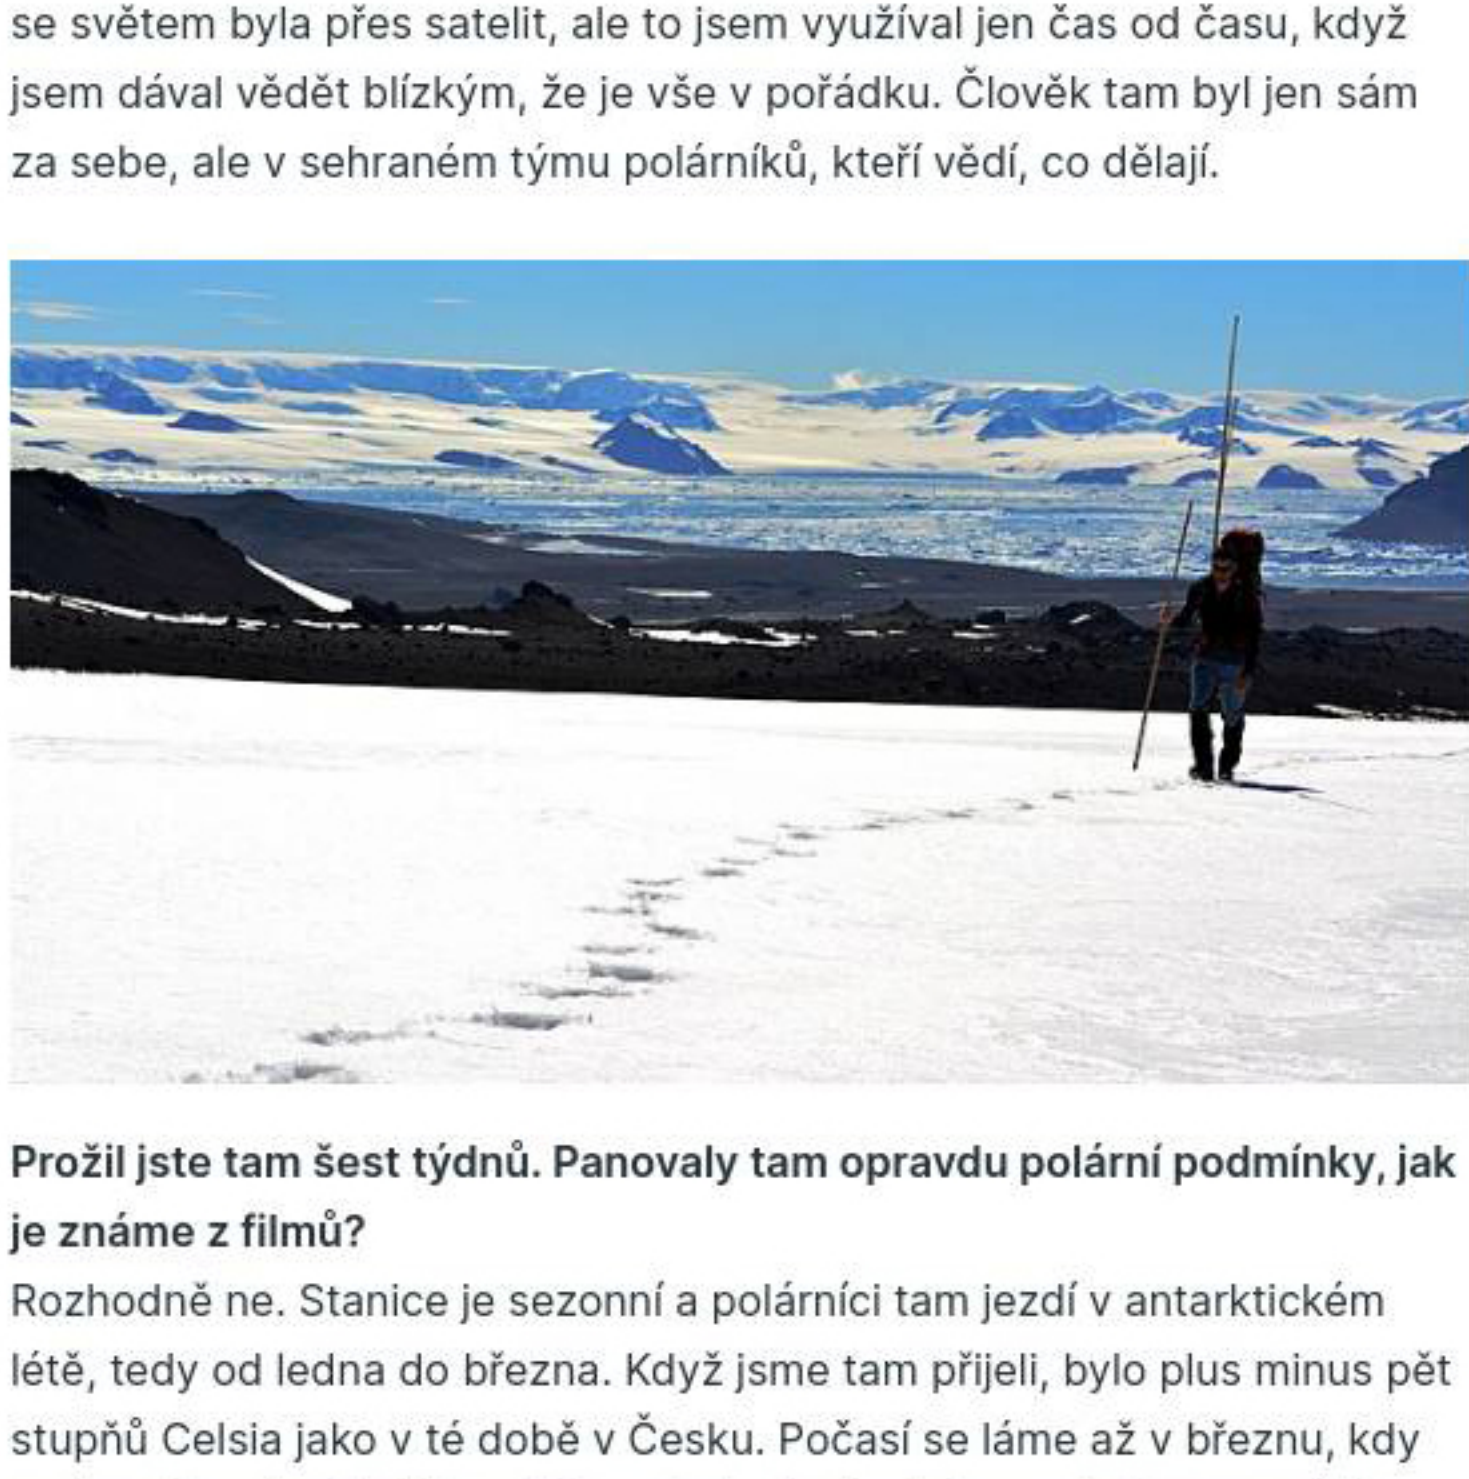 se světem byla přes satelit, ale to jsem využíval jen čas od času, když
jsem dával vědět blízkým, že je vše v pořádku. Člověk tam byl jen sám
za sebe, ale v sehraném týmu polárníků, kteří vědí, co dělají.
Prožil jste tam šest týdnů. Panovaly tam opravdu polární podmínky, jak
je známe z filmů?
Rozhodně ne. Stanice je sezonní a polárníci tam jezdí v antarktickém
létě, tedy od ledna do března. Když jsme tam přijeli, bylo plus minus pět
stupňů Celsia jako v té době v Česku. Počasí se láme až v březnu, kdy